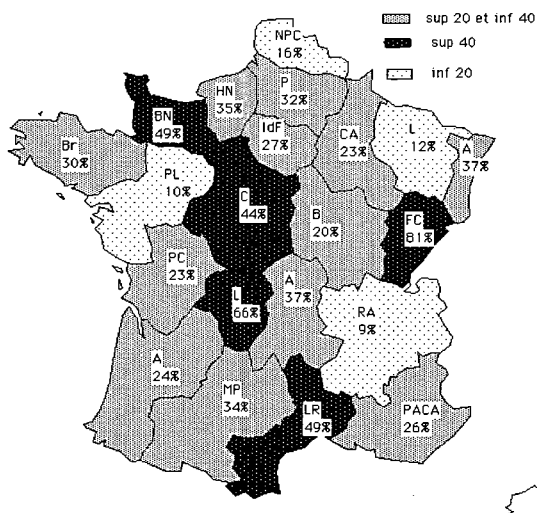 sup 20 et inf 40
sup 40
inf 20
NPC
16%
HN
35%
P
32%
BN
49%
IdF
27%
CA
23%
L
12%
A
37%
Br
30%
PL
10%
C
44%
B
20%
FC
81%
PC
23%
L
66%
A
37%
RA
9%
A
24%
MP
34%
LR
49%
PACA
26%